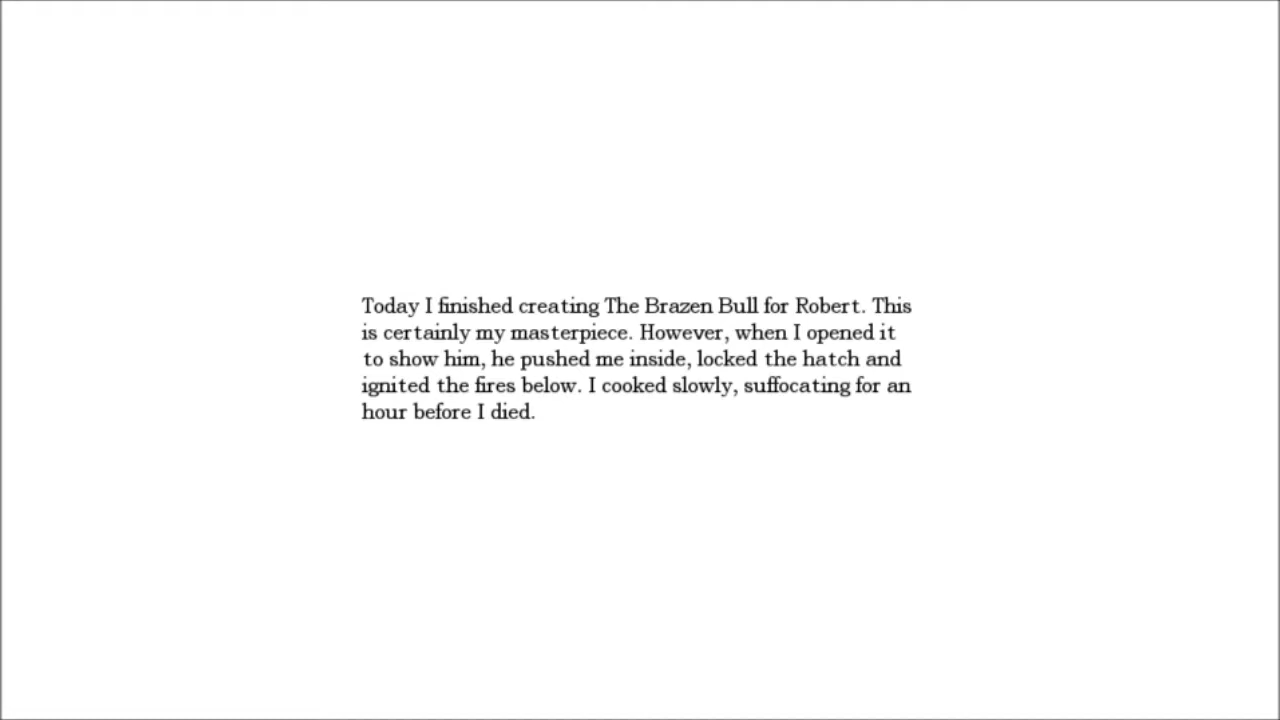 Today I finished creating The Brazen Bull for Robert. This
is certainly my masterpiece. However, when I opened it
to show him, he pushed me inside, locked the hatch and
ignited the fires below. I cooked slowly, suffocating for an
hour before I died.